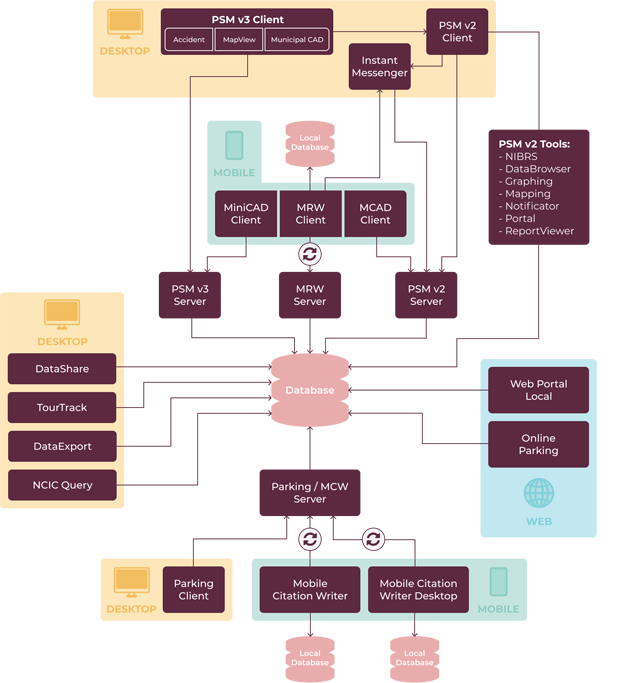 PSM v3 Client
Accident
MapView
Municipal CAD
DESKTOP
PSM v2
Client
Instant
Messenger
Local
Database
MOBILE
PSM v2 Tools:
- NIBRS
- DataBrowser
- Graphing
- Mapping
- Notificator
- Portal
- ReportViewer
MiniCAD
Client
MRW
Client
MCAD
Client
PSM v3
Server
MRW
Server
PSM v2
Server
DESKTOP
DataShare
TourTrack
DataExport
NCIC Query
Database
Web Portal
Local
Online
Parking
WEB
Parking / MCW
Server
DESKTOP
Parking
Client
Mobile
Citation Writer
Mobile Citation
Writer Desktop
MOBILE
Local
Database
Local
Database